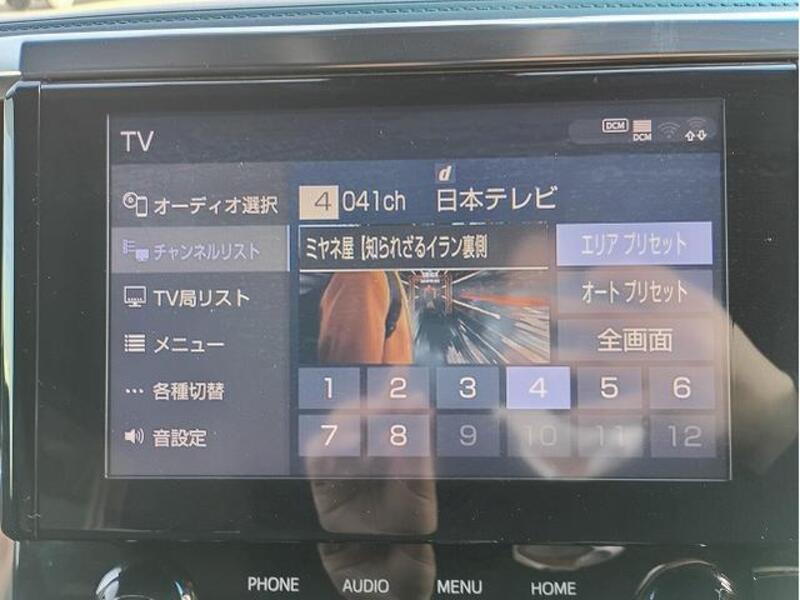 TV
DCM
DCM
オーディオ選択
チャンネルリスト
TV局リスト
メニュー
各種切替
音設定
d
4 041ch 日本テレビ
ミヤネ屋【知られざるイラン裏側
エリア プリセット
オート プリセット
全画面
1 2 3 4 5 6
7 8 9 10 11 12
PHONE AUDIO MENU HOME